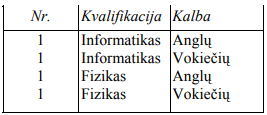 Nr. Kvalifikacija Kalba
1 Informatikas Anglų
1 Informatikas Vokiečių
1 Fizikas Anglų
1 Fizikas Vokiečių